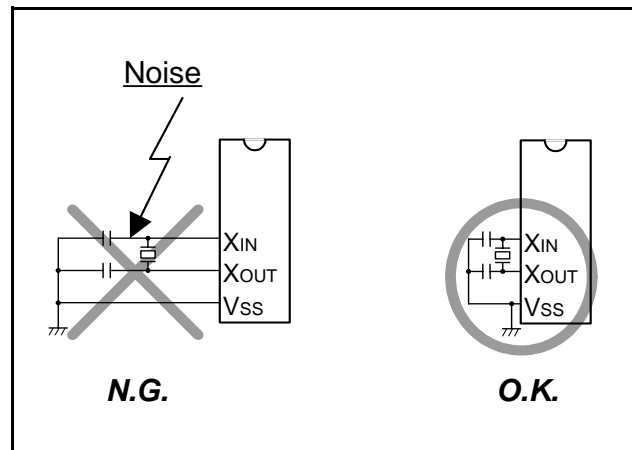 Noise
XIN
XOUT
VSS
N.G.
XIN
XOUT
VSS
O.K.